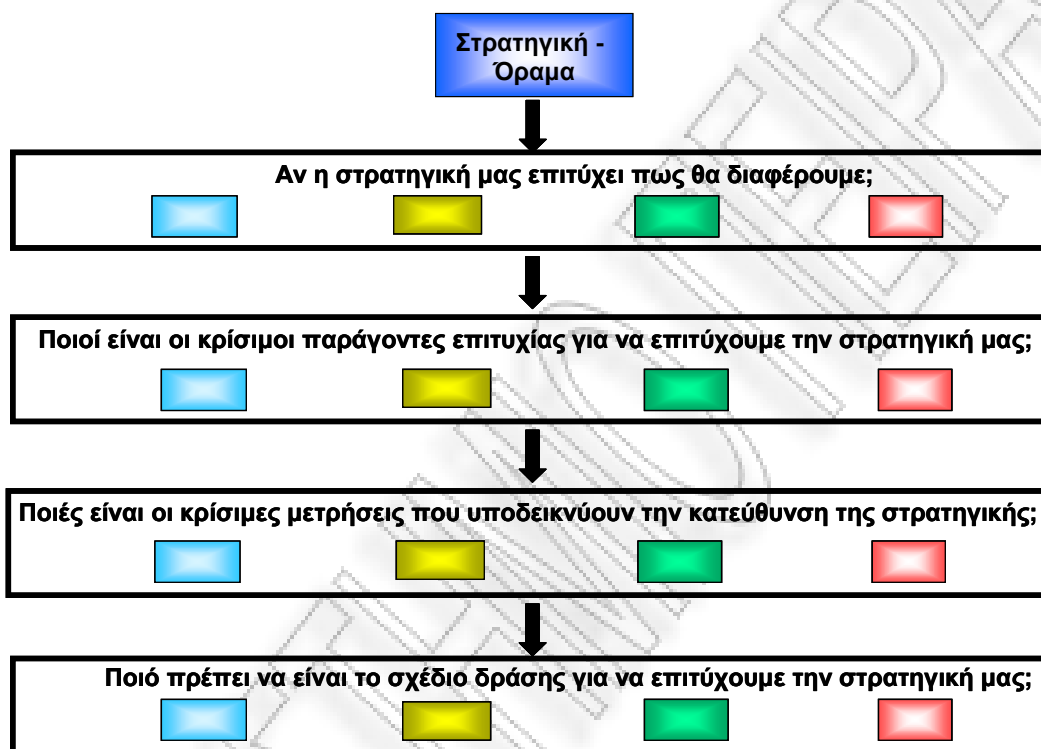 Στρατηγική -
Όραμα
Αν η στρατηγική μας επιτύχει πως θα διαφέρουμε;
Ποιοί είναι οι κρίσιμοι παράγοντες επιτυχίας για να επιτύχουμε την στρατηγική μας;
Ποιές είναι οι κρίσιμες μετρήσεις που υποδεικνύουν την κατεύθυνση της στρατηγικής;
Ποιό πρέπει να είναι το σχέδιο δράσης για να επιτύχουμε την στρατηγική μας;